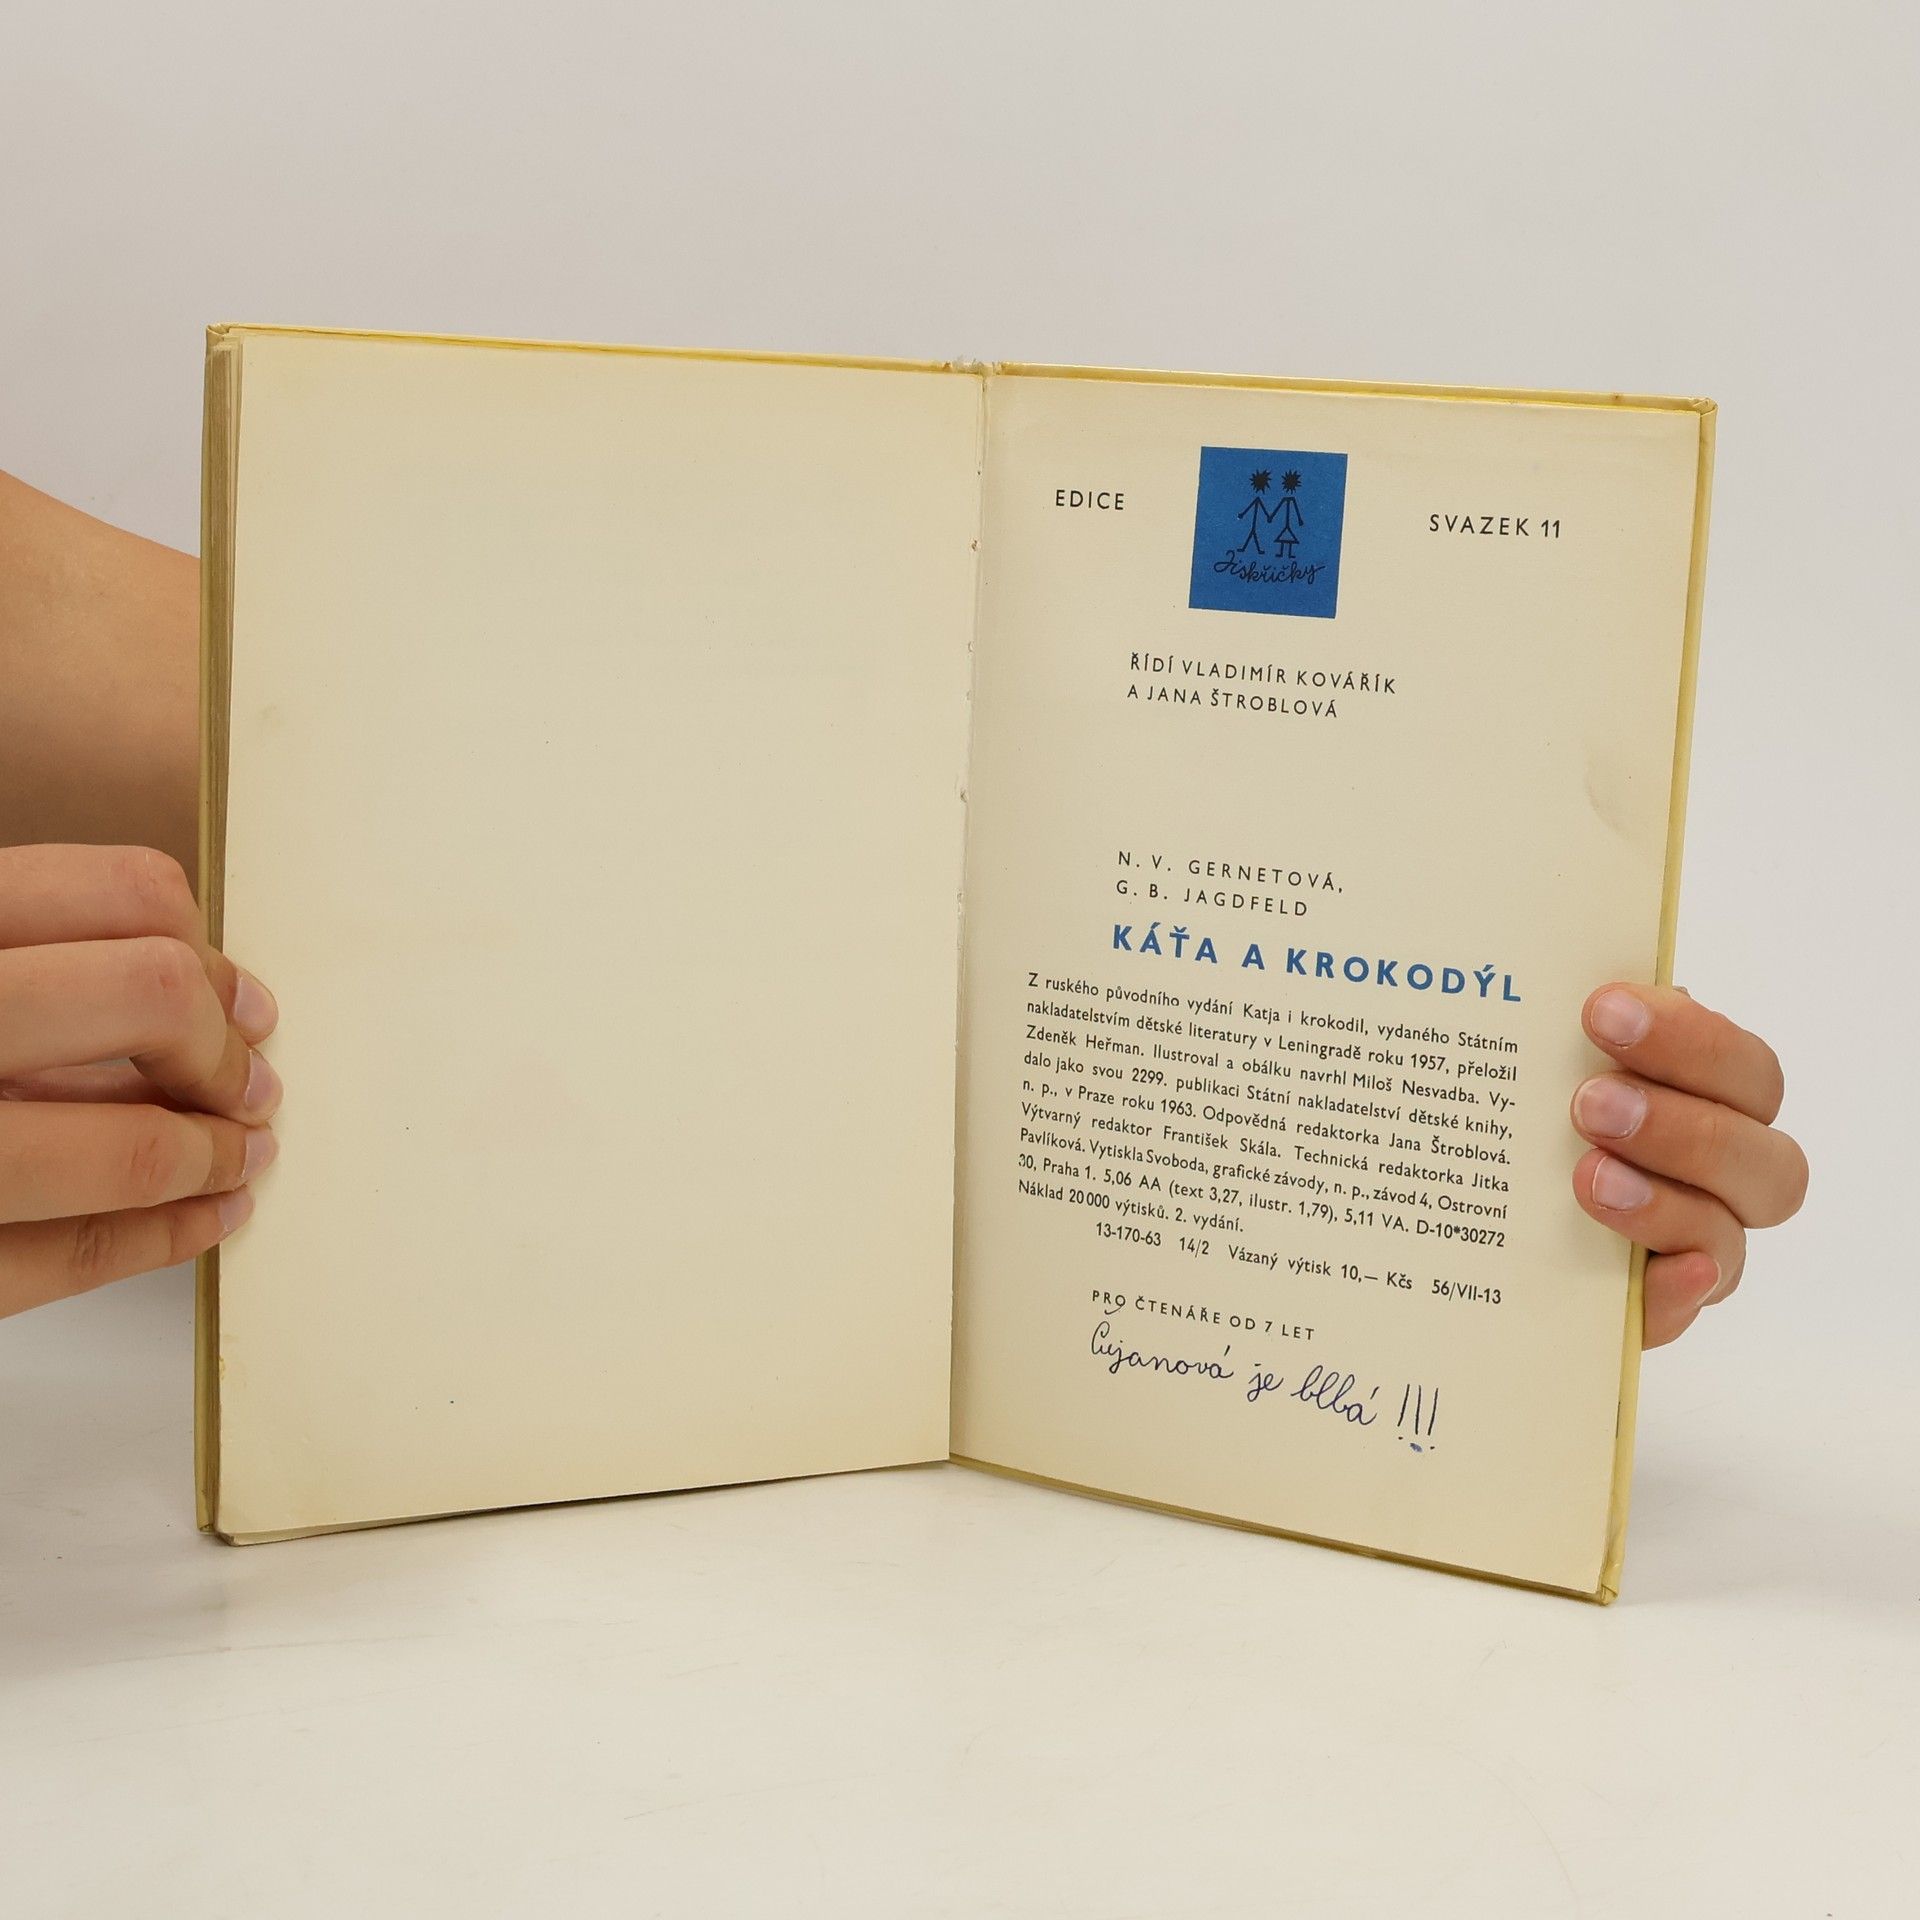 EDICE
Jiskřičky
SVAZEK 11
ŘÍDÍ VLADIMÍR KOVÁŘÍK
A JANA ŠTROBLOVÁ
N. V. GERNETOVÁ,
G. B. JAGDFELD
KÁŤA A KROKODÝL
Z ruského původního vydání Katja i krokodil, vydaného Státním
nakladatelstvím dětské literatury v Leningradě roku 1957, přeložil
Zdeněk Heřman. Ilustroval a obálku navrhl Miloš Nesvadba. Vy-
dalo jako svou 2299. publikaci Státní nakladatelství dětské knihy,
n. p., v Praze roku 1963. Odpovědná redaktorka Jana Štroblová.
Výtvarný redaktor František Skála. Technická redaktorka Jitka
Pavlíková. Vytiskla Svoboda, grafické závody, n. p., závod 4, Ostrovní
30, Praha 1. 5,06 AA (text 3,27, ilustr. 1,79), 5,11 VA. D-10*30272
Náklad 20 000 výtisků. 2. vydání.
13-170-63 14/2 Vázaný výtisk 10,— Kčs 56/VII-13
PRO ČTENÁŘE OD 7 LET
Čujanová je blbá !!!